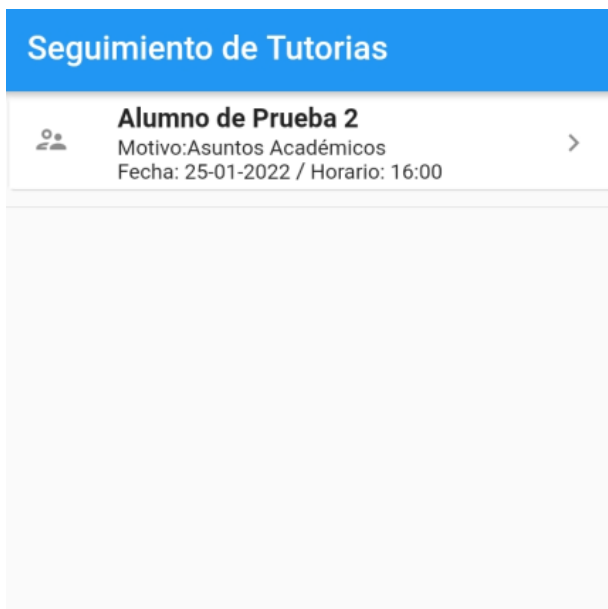 Seguimiento de Tutorias
Alumno de Prueba 2
Motivo:Asuntos Académicos
Fecha: 25-01-2022 / Horario: 16:00